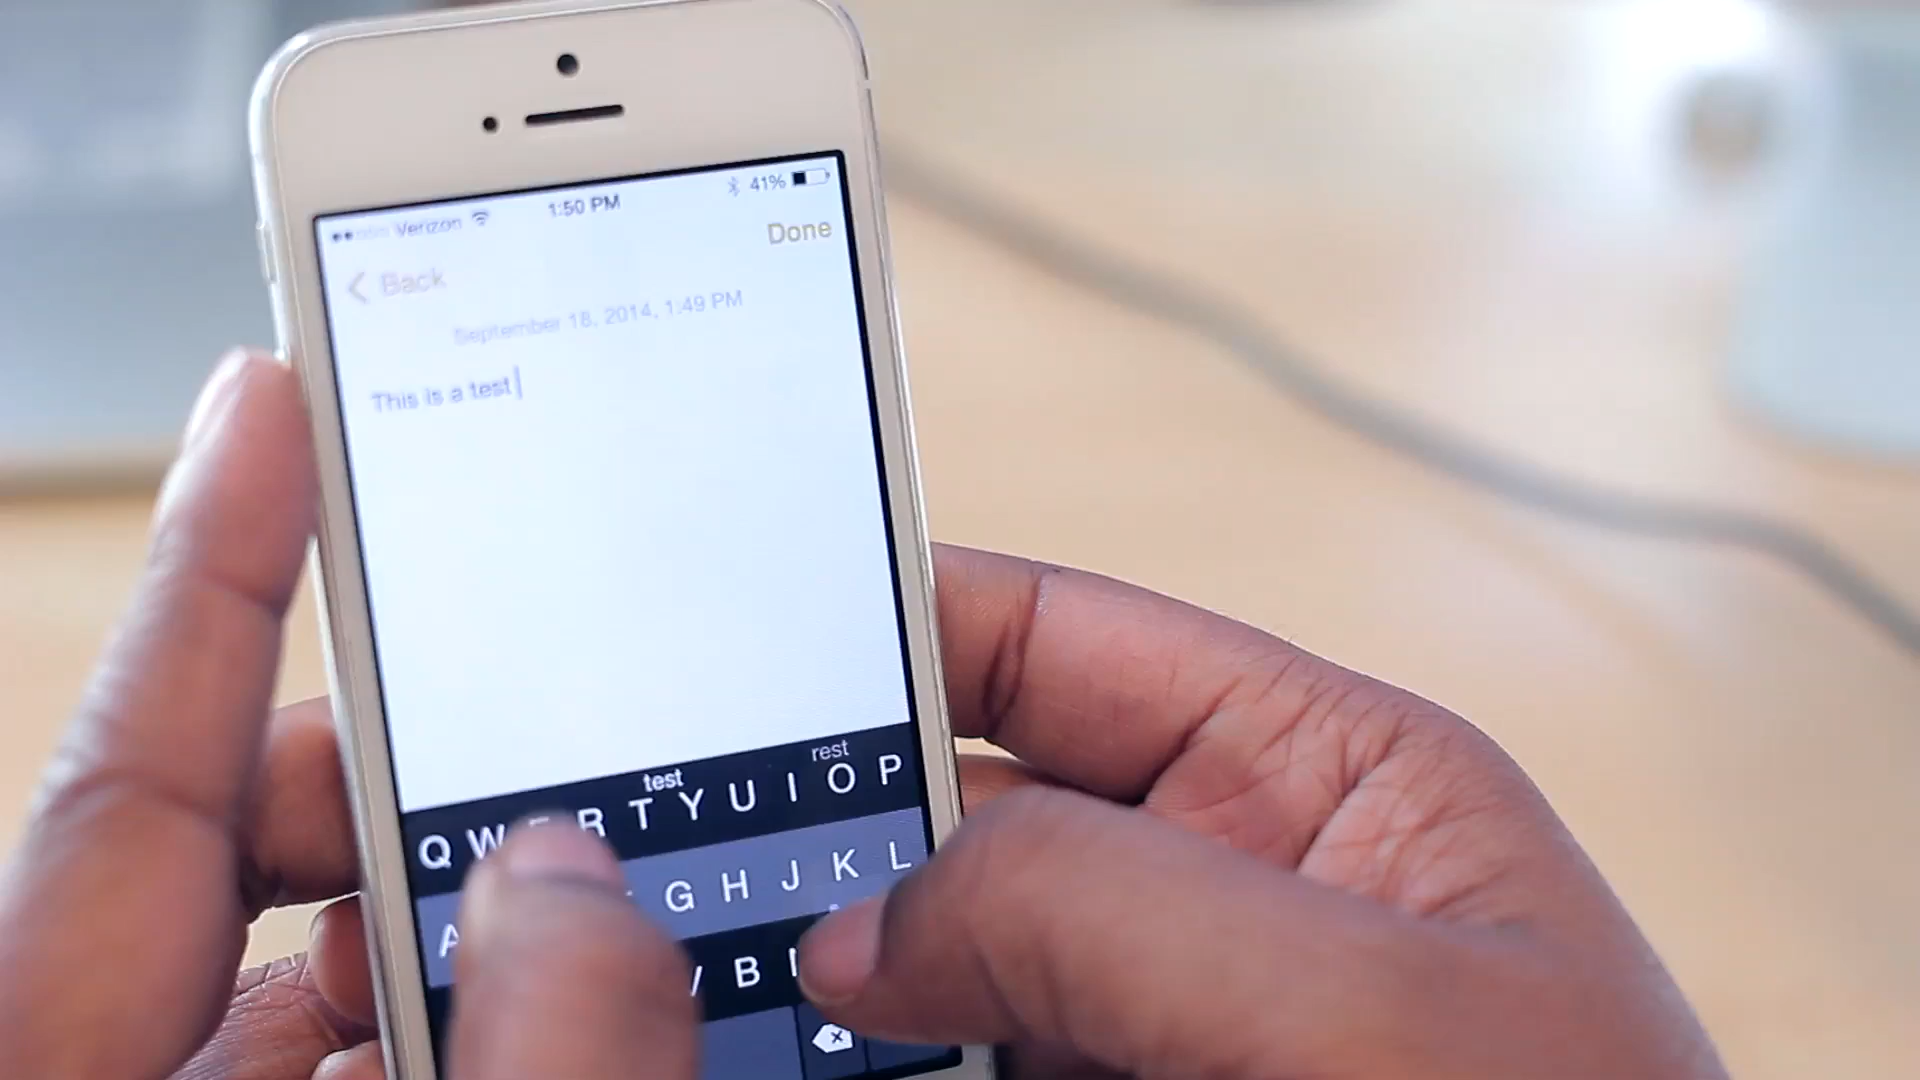 Verizon 1:50 PM 41%
Done
Back
September 18, 2014, 1:49 PM
This is a test
test rest
Q W R T Y U I O P
A G H J K L
V B